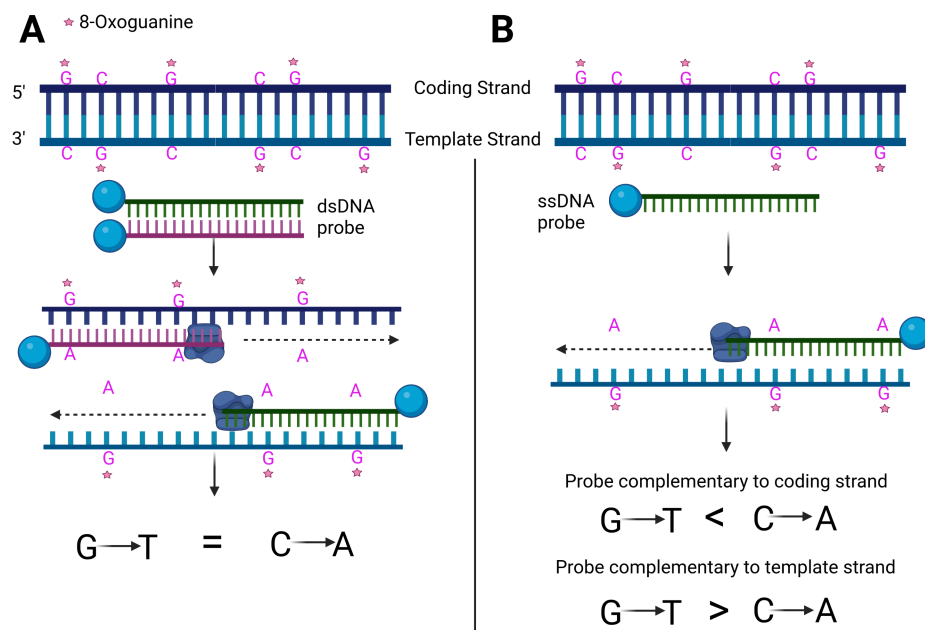 A
8-Oxoguanine
G C G C G
5'
Coding Strand
3'
Template Strand
C G C G C G
dsDNA
probe
G G G
A A A
A A A
G G G
G→T = C→A
B
G C G C G
C G C G C G
ssDNA
probe
A A A
G G G
Probe complementary to coding strand
G→T < C→A
Probe complementary to template strand
G→T > C→A